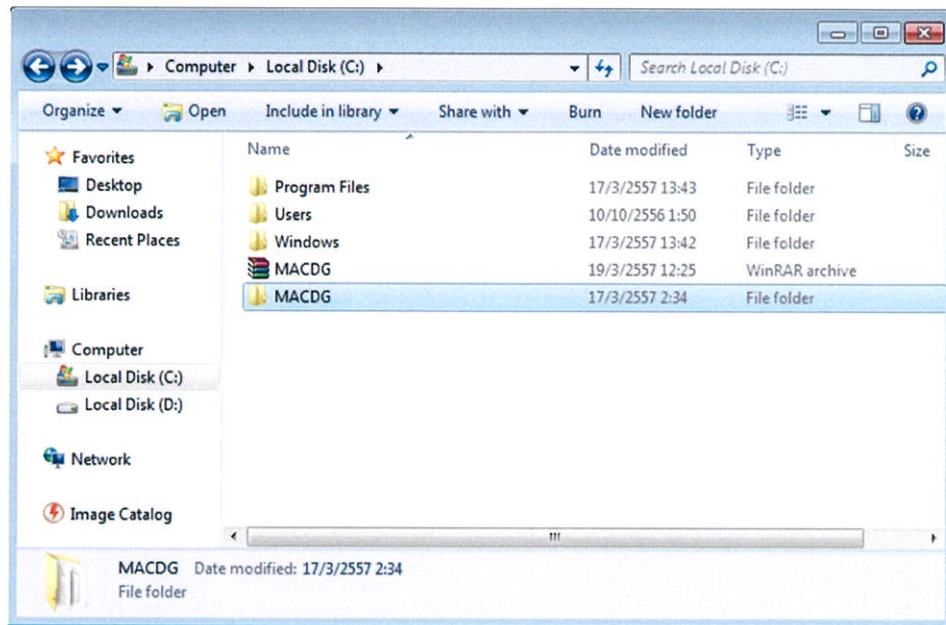 Computer Local Disk (C:) Search Local Disk (C:)
Organize Open Include in library Share with Burn New folder
Favorites
Desktop
Downloads
Recent Places
Libraries
Computer
Local Disk (C:)
Local Disk (D:)
Network
Image Catalog
Name Date modified Type Size
Program Files 17/3/2557 13:43 File folder
Users 10/10/2556 1:50 File folder
Windows 17/3/2557 13:42 File folder
MACDG 19/3/2557 12:25 WinRAR archive
MACDG 17/3/2557 2:34 File folder
MACDG Date modified: 17/3/2557 2:34
File folder